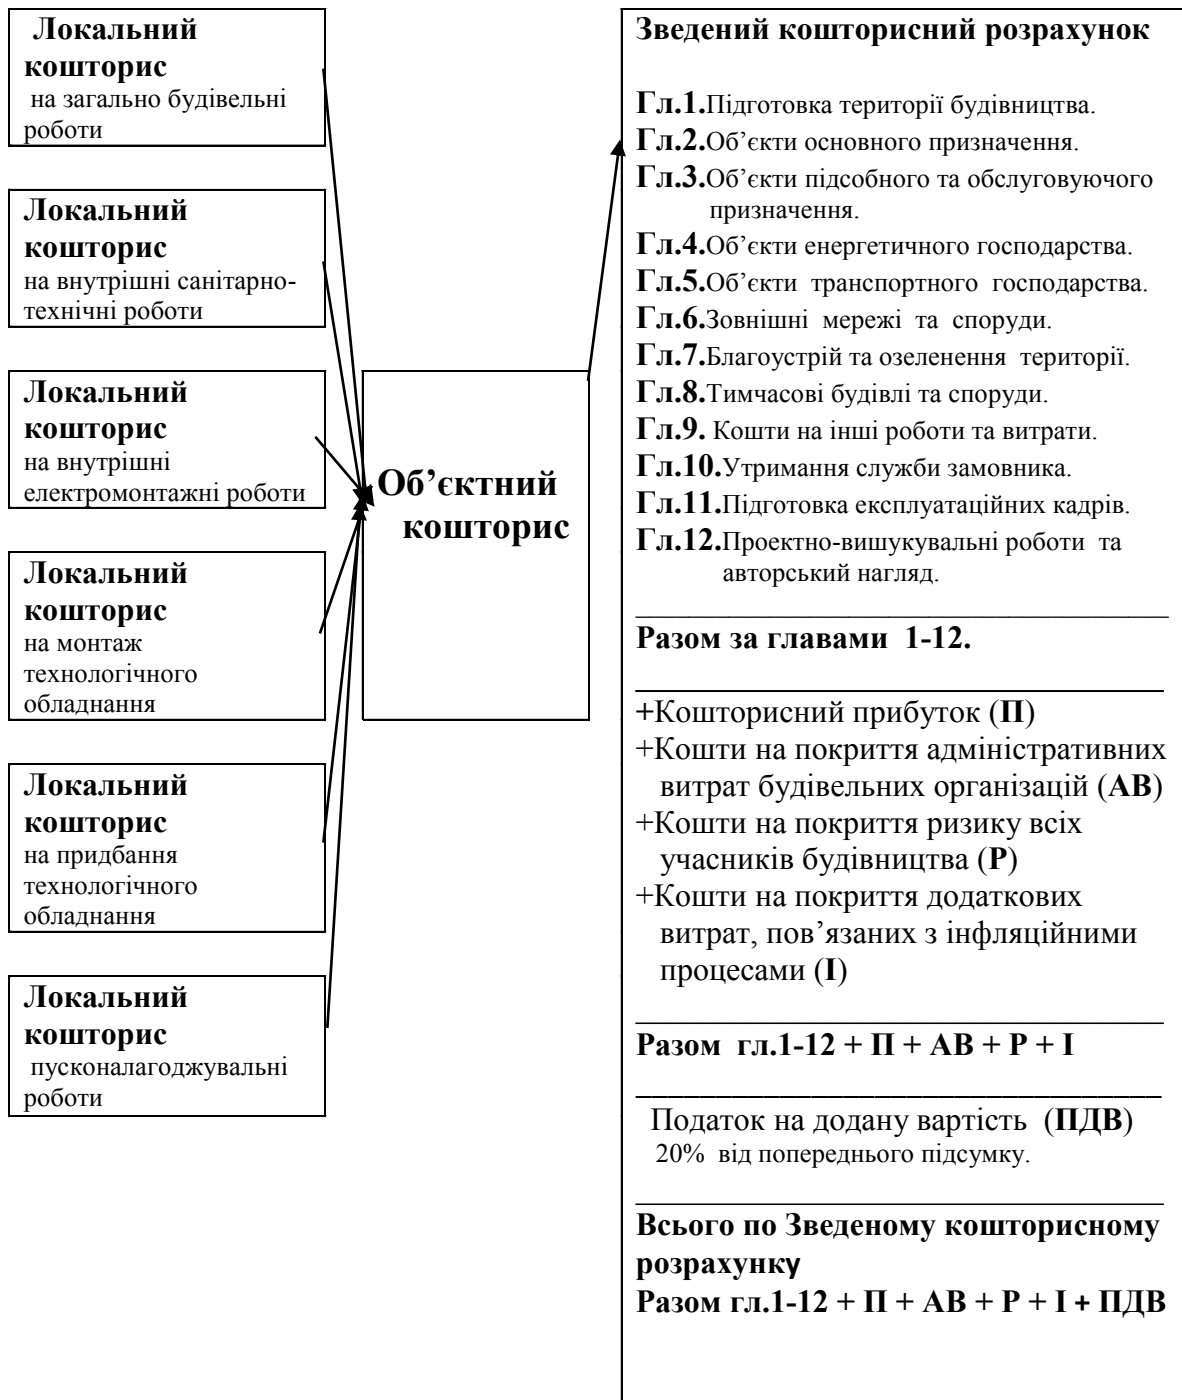 Локальний
кошторис
на загально будівельні
роботи
Локальний
кошторис
на внутрішні санітарно-
технічні роботи
Локальний
кошторис
на внутрішні
електромонтажні роботи
Локальний
кошторис
на монтаж
технологічного
обладнання
Локальний
кошторис
на придбання
технологічного
обладнання
Локальний
кошторис
пусконалагоджувальні
роботи
Об’єктний
кошторис
Зведений кошторисний розрахунок
Гл.1.Підготовка території будівництва.
Гл.2.Об’єкти основного призначення.
Гл.3.Об’єкти підсобного та обслуговуючого
призначення.
Гл.4.Об’єкти енергетичного господарства.
Гл.5.Об’єкти транспортного господарства.
Гл.6.Зовнішні мережі та споруди.
Гл.7.Благоустрій та озеленення території.
Гл.8.Тимчасові будівлі та споруди.
Гл.9. Кошти на інші роботи та витрати.
Гл.10.Утримання служби замовника.
Гл.11.Підготовка експлуатаційних кадрів.
Гл.12.Проектно-вишукувальні роботи та
авторський нагляд.
Разом за главами 1-12.
+Кошторисний прибуток (П)
+Кошти на покриття адміністративних
витрат будівельних організацій (АВ)
+Кошти на покриття ризику всіх
учасників будівництва (Р)
+Кошти на покриття додаткових
витрат, пов’язаних з інфляційними
процесами (І)
Разом гл.1-12 + П + АВ + Р + І
Податок на додану вартість (ПДВ)
20% від попереднього підсумку.
Всього по Зведеному кошторисному
розрахунку
Разом гл.1-12 + П + АВ + Р + І + ПДВ